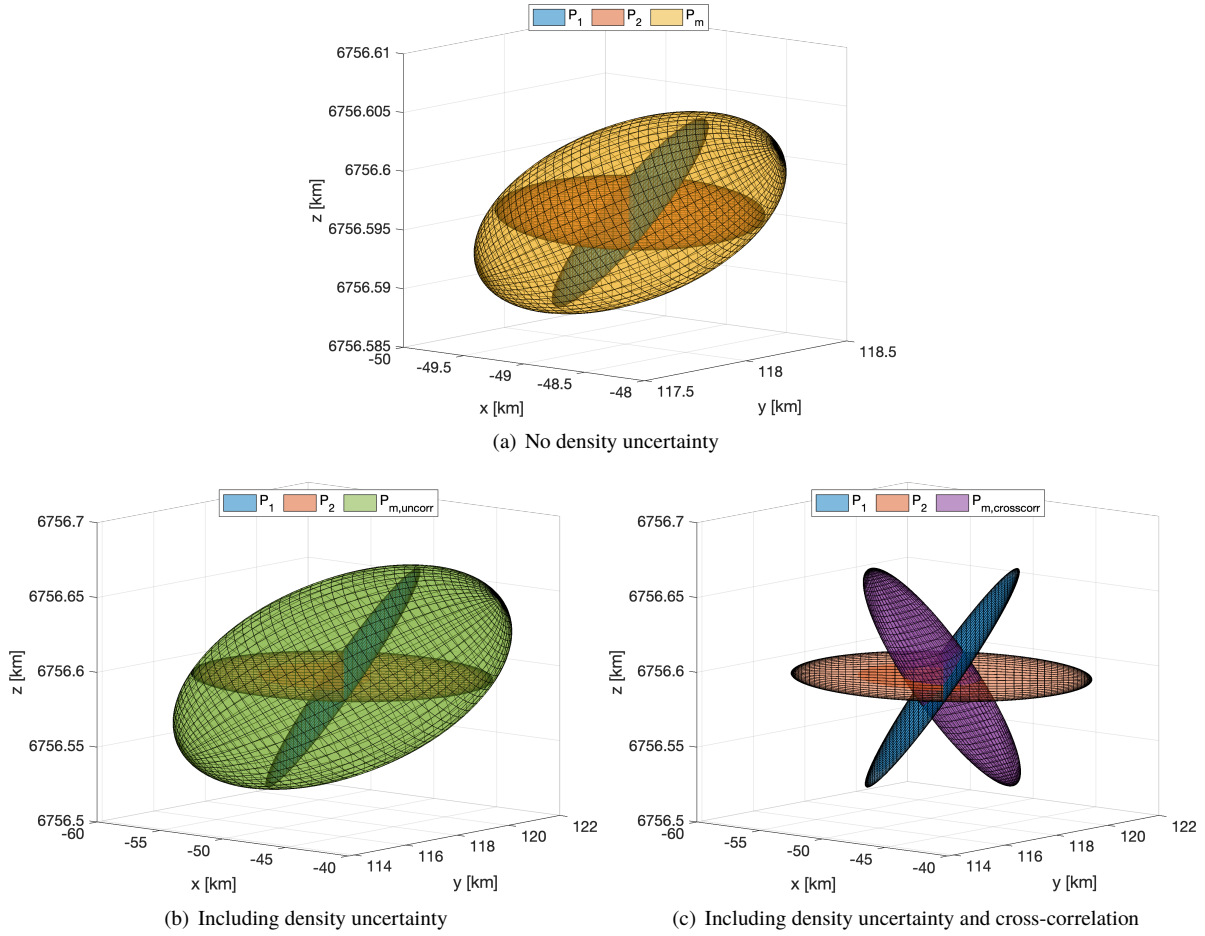 P1 P2 Pm
6756.61
6756.605
6756.6
6756.595
6756.59
6756.585
z [km]
-50 -49.5 -49 -48.5 -48
x [km]
117.5 118 118.5
y [km]
(a) No density uncertainty
P1 P2 Pm,uncorr
6756.7
6756.65
6756.6
6756.55
6756.5
z [km]
-60 -55 -50 -45 -40
x [km]
114 116 118 120 122
y [km]
(b) Including density uncertainty
P1 P2 Pm,crosscorr
6756.7
6756.65
6756.6
6756.55
6756.5
z [km]
-60 -55 -50 -45 -40
x [km]
114 116 118 120 122
y [km]
(c) Including density uncertainty and cross-correlation